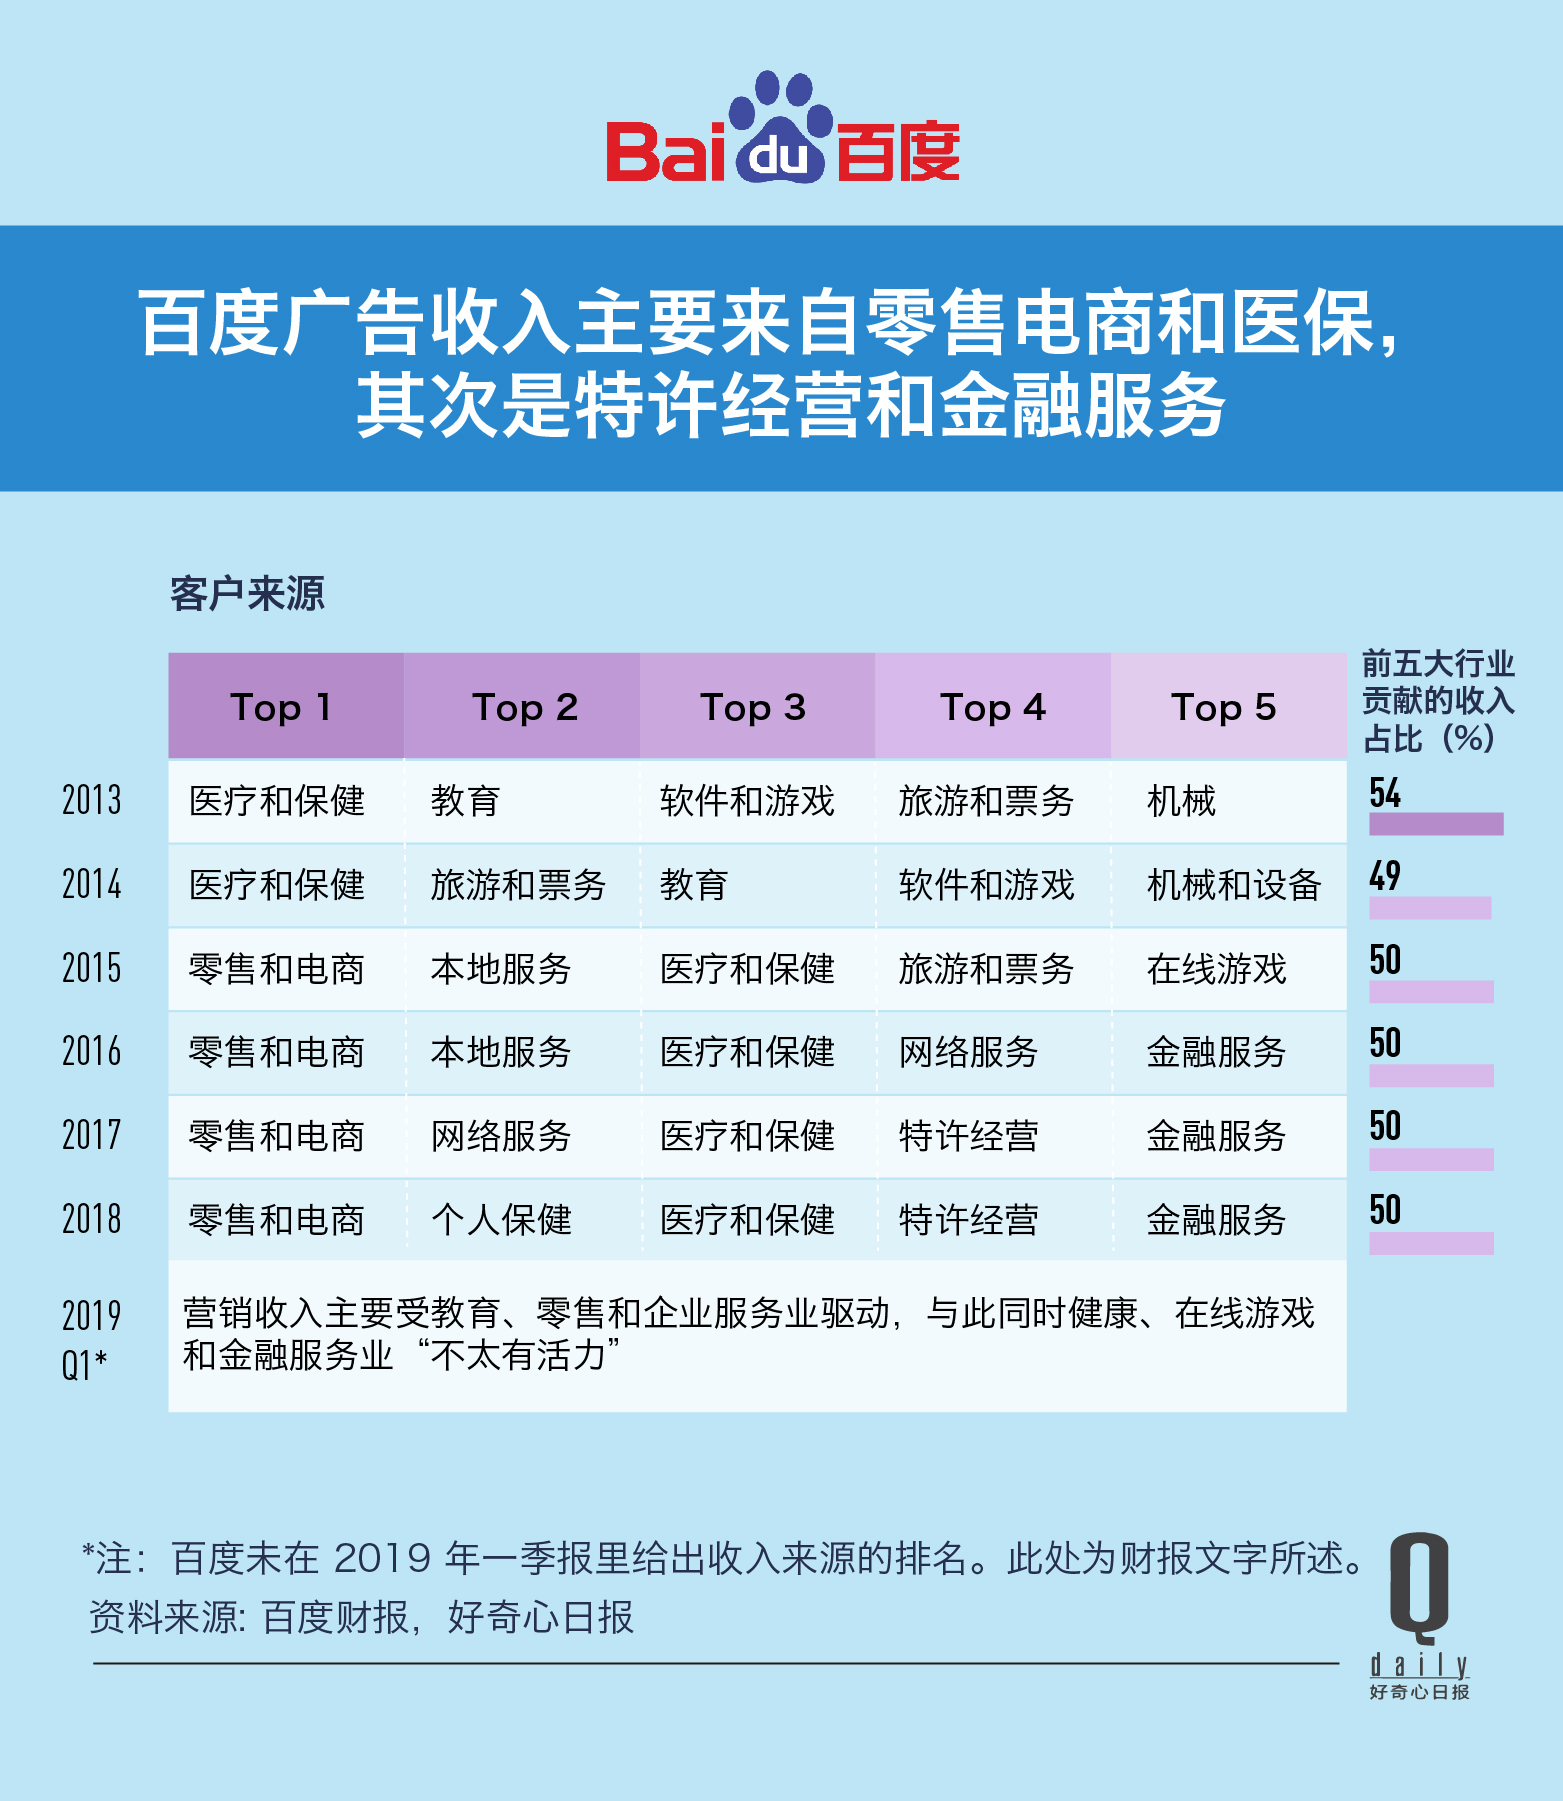 Baidu百度
百度广告收入主要来自零售电商和医保，
其次是特许经营和金融服务
客户来源
前五大行业
贡献的收入
占比（%）
Top 1 Top 2 Top 3 Top 4 Top 5
2013 医疗和保健 教育 软件和游戏 旅游和票务 机械 54
2014 医疗和保健 旅游和票务 教育 软件和游戏 机械和设备 49
2015 零售和电商 本地服务 医疗和保健 旅游和票务 在线游戏 50
2016 零售和电商 本地服务 医疗和保健 网络服务 金融服务 50
2017 零售和电商 网络服务 医疗和保健 特许经营 金融服务 50
2018 零售和电商 个人保健 医疗和保健 特许经营 金融服务 50
2019
Q1*
营销收入主要受教育、零售和企业服务业驱动，与此同时健康、在线游戏
和金融服务业“不太有活力”
*注：百度未在 2019 年一季报里给出收入来源的排名。此处为财报文字所述。
资料来源: 百度财报，好奇心日报
Q
daily
好奇心日报